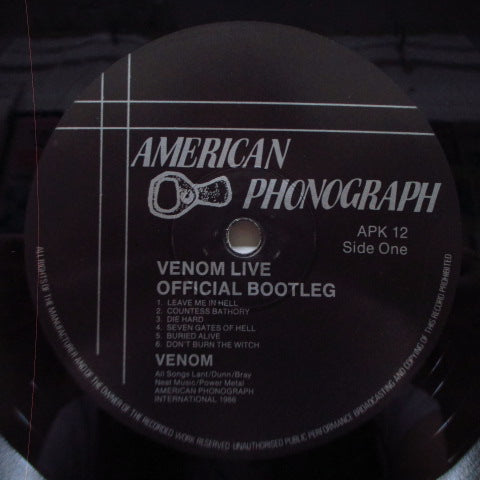 AMERICAN
PHONOGRAPH
APK 12
Side One
VENOM LIVE
OFFICIAL BOOTLEG
1. LEAVE ME IN HELL
2. COUNTESS BATHORY
3. DIE HARD
4. SEVEN GATES OF HELL
5. BURIED ALIVE
6. DON'T BURN THE WITCH
VENOM
All Songs Lant/Dunn/Bray
Neat Music/Power Metal
AMERICAN PHONOGRAPH
INTERNATIONAL 1986
ALL RIGHTS OF THE MANUFACTURER AND OF THE OWNER OF THE RECORDED WORK RESERVED UNAUTHORISED PUBLIC PERFORMANCE BROADCASTING AND COPYING OF THIS RECORD PROHIBITED